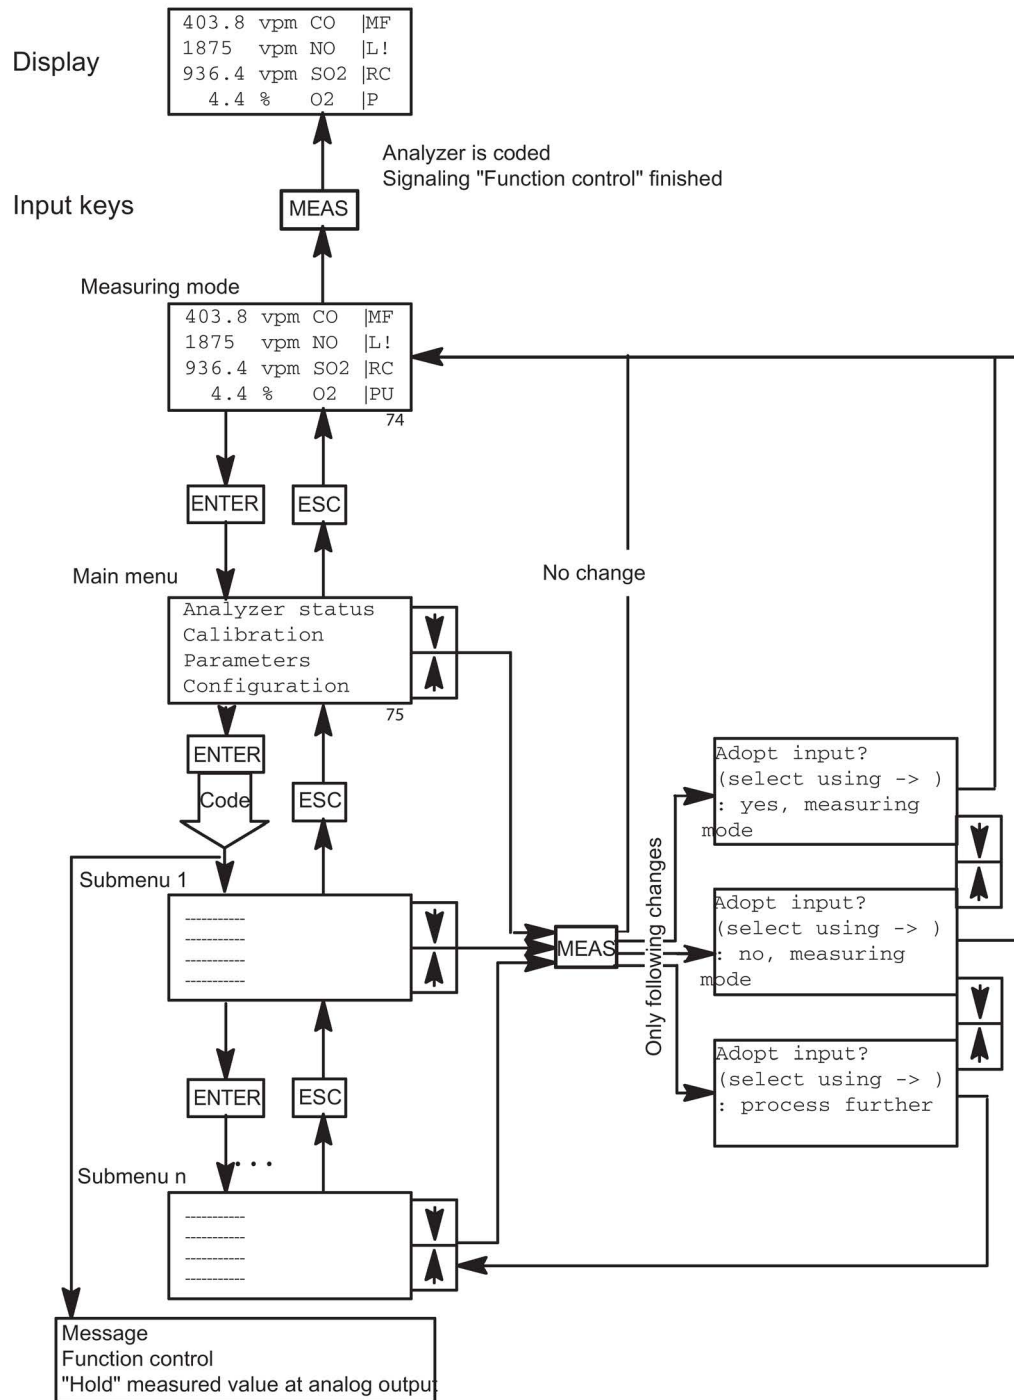 Display
403.8 vpm CO |MF
1875 vpm NO |L!
936.4 vpm SO2 |RC
4.4 % O2 |P
Analyzer is coded
Signaling "Function control" finished
Input keys
MEAS
Measuring mode
403.8 vpm CO |MF
1875 vpm NO |L!
936.4 vpm SO2 |RC
4.4 % O2 |PU
74
ENTER
ESC
Main menu
No change
Analyzer status
Calibration
Parameters
Configuration
75
ENTER
Code
ESC
Submenu 1
-----------
-----------
-----------
-----------
MEAS
Only following changes
Adopt input?
(select using -> )
: yes, measuring
mode
Adopt input?
(select using -> )
: no, measuring
mode
Adopt input?
(select using -> )
: process further
ENTER
ESC
. . .
Submenu n
-----------
-----------
-----------
-----------
Message
Function control
"Hold" measured value at analog output